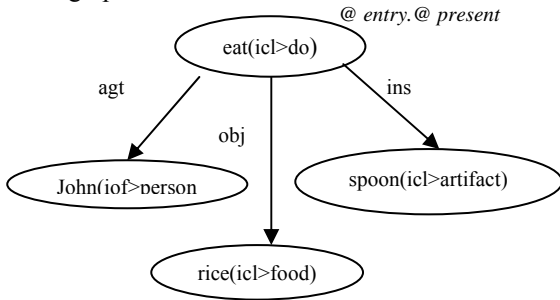 @ entry.@ present
eat(icl>do)
agt
ins
obj
John(iof>person
spoon(icl>artifact)
rice(icl>food)